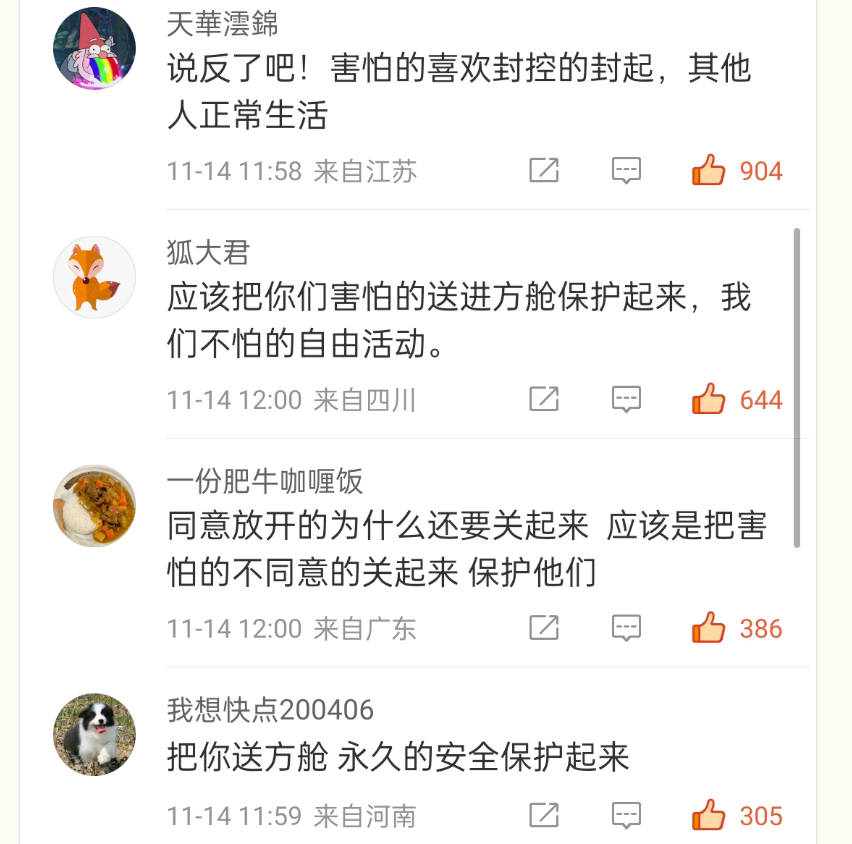 天華澐錦
说反了吧！害怕的喜欢封控的封起，其他
人正常生活
11-14 11:58 来自江苏 904
狐大君
应该把你们害怕的送进方舱保护起来，我
们不怕的自由活动。
11-14 12:00 来自四川 644
一份肥牛咖喱饭
同意放开的为什么还要关起来 应该是把害
怕的不同意的关起来 保护他们
11-14 12:00 来自广东 386
我想快点200406
把你送方舱 永久的安全保护起来
11-14 11:59 来自河南 305